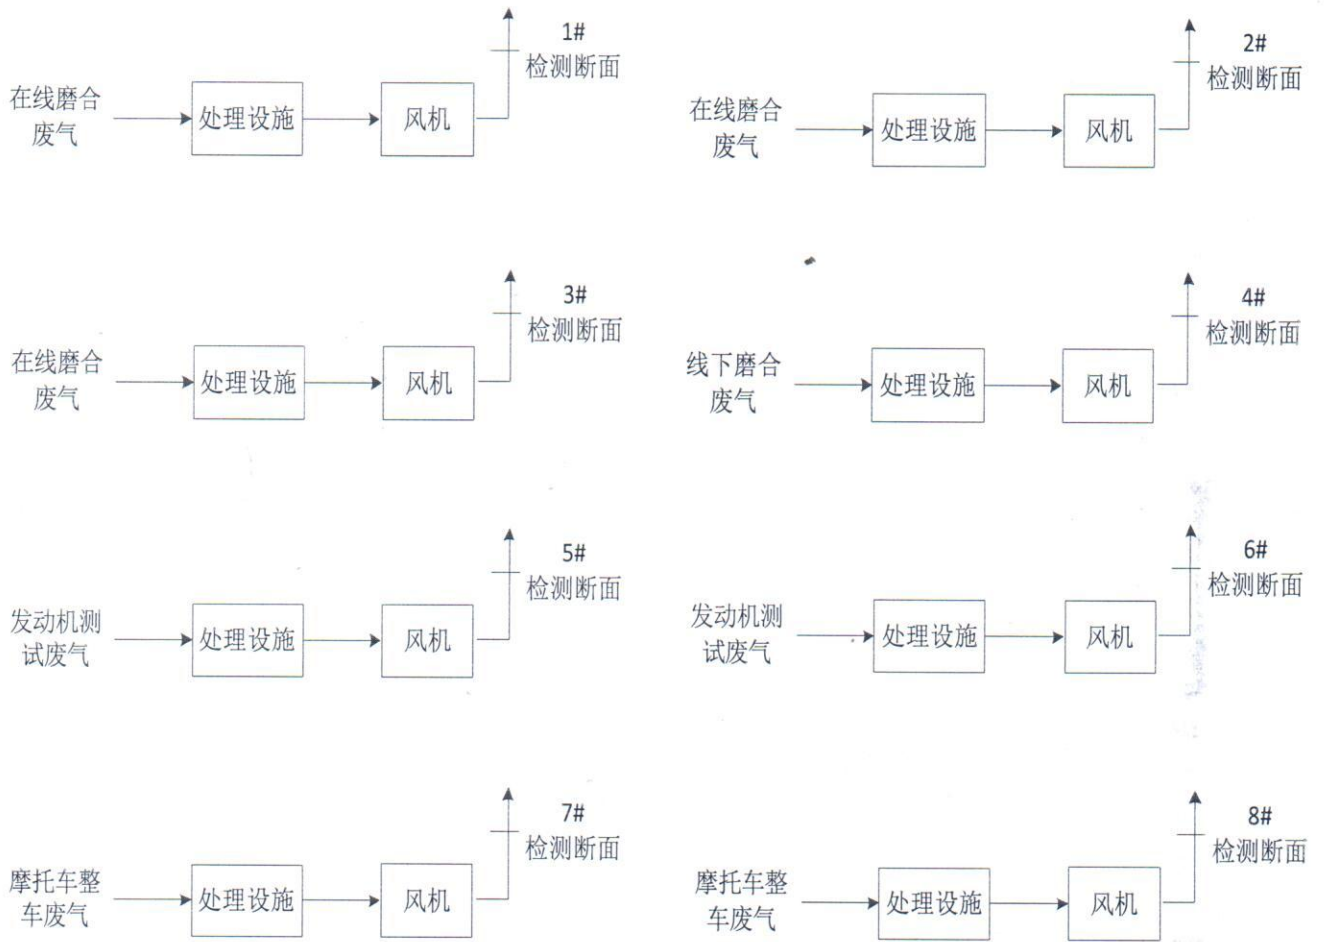 1#
检测断面
在线磨合
废气
处理设施
风机
2#
检测断面
在线磨合
废气
处理设施
风机
3#
检测断面
在线磨合
废气
处理设施
风机
4#
检测断面
线下磨合
废气
处理设施
风机
5#
检测断面
发动机测
试废气
处理设施
风机
6#
检测断面
发动机测
试废气
处理设施
风机
7#
检测断面
摩托车整
车废气
处理设施
风机
8#
检测断面
摩托车整
车废气
处理设施
风机